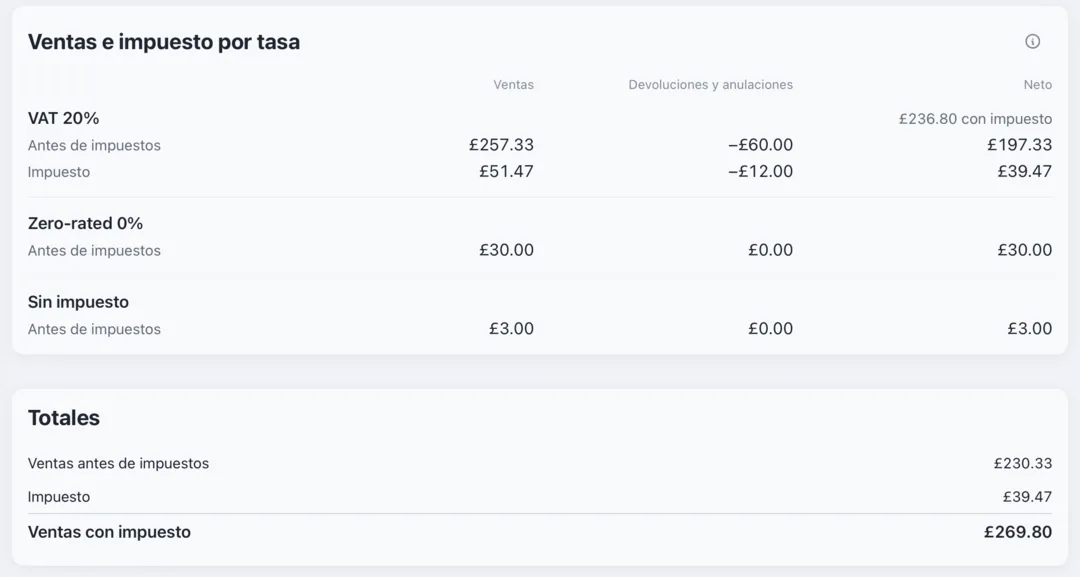 Ventas e impuesto por tasa
Ventas Devoluciones y anulaciones Neto
VAT 20% £236.80 con impuesto
Antes de impuestos £257.33 –£60.00 £197.33
Impuesto £51.47 –£12.00 £39.47
Zero-rated 0%
Antes de impuestos £30.00 £0.00 £30.00
Sin impuesto
Antes de impuestos £3.00 £0.00 £3.00
Totales
Ventas antes de impuestos £230.33
Impuesto £39.47
Ventas con impuesto £269.80